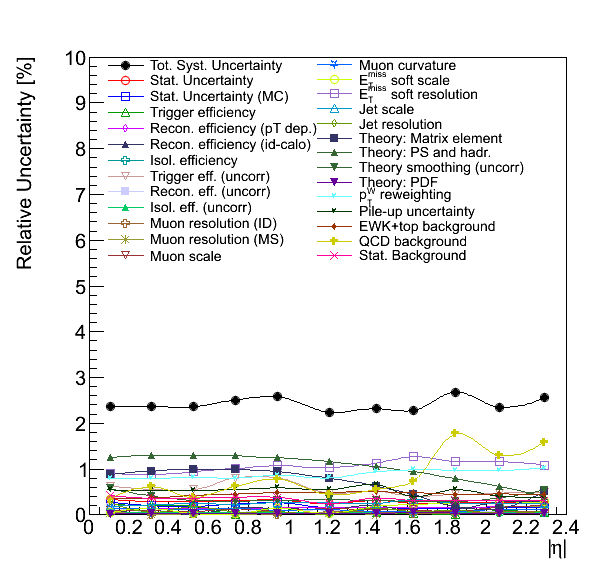 Relative Uncertainty [%]
10
9
8
7
6
5
4
3
2
1
0
Tot. Syst. Uncertainty
Stat. Uncertainty
Stat. Uncertainty (MC)
Trigger efficiency
Recon. efficiency (pT dep.)
Recon. efficiency (id-calo)
Isol. efficiency
Trigger eff. (uncorr)
Recon. eff. (uncorr)
Isol. eff. (uncorr)
Muon resolution (ID)
Muon resolution (MS)
Muon scale
Muon curvature
E_T^miss soft scale
E_T^miss soft resolution
Jet scale
Jet resolution
Theory: Matrix element
Theory: PS and hadr.
Theory smoothing (uncorr)
Theory: PDF
p_T^W reweighting
Pile-up uncertainty
EWK+top background
QCD background
Stat. Background
0 0.2 0.4 0.6 0.8 1 1.2 1.4 1.6 1.8 2 2.2 2.4
|η|